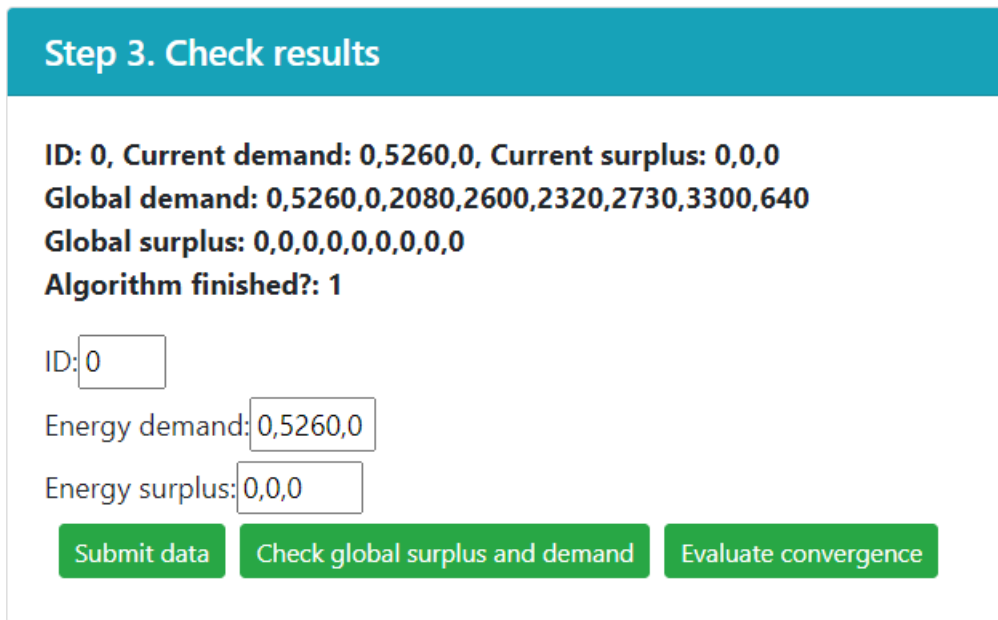 Step 3. Check results
ID: 0, Current demand: 0,5260,0, Current surplus: 0,0,0
Global demand: 0,5260,0,2080,2600,2320,2730,3300,640
Global surplus: 0,0,0,0,0,0,0,0,0
Algorithm finished?: 1
ID: 0
Energy demand: 0,5260,0
Energy surplus: 0,0,0
Submit data Check global surplus and demand Evaluate convergence